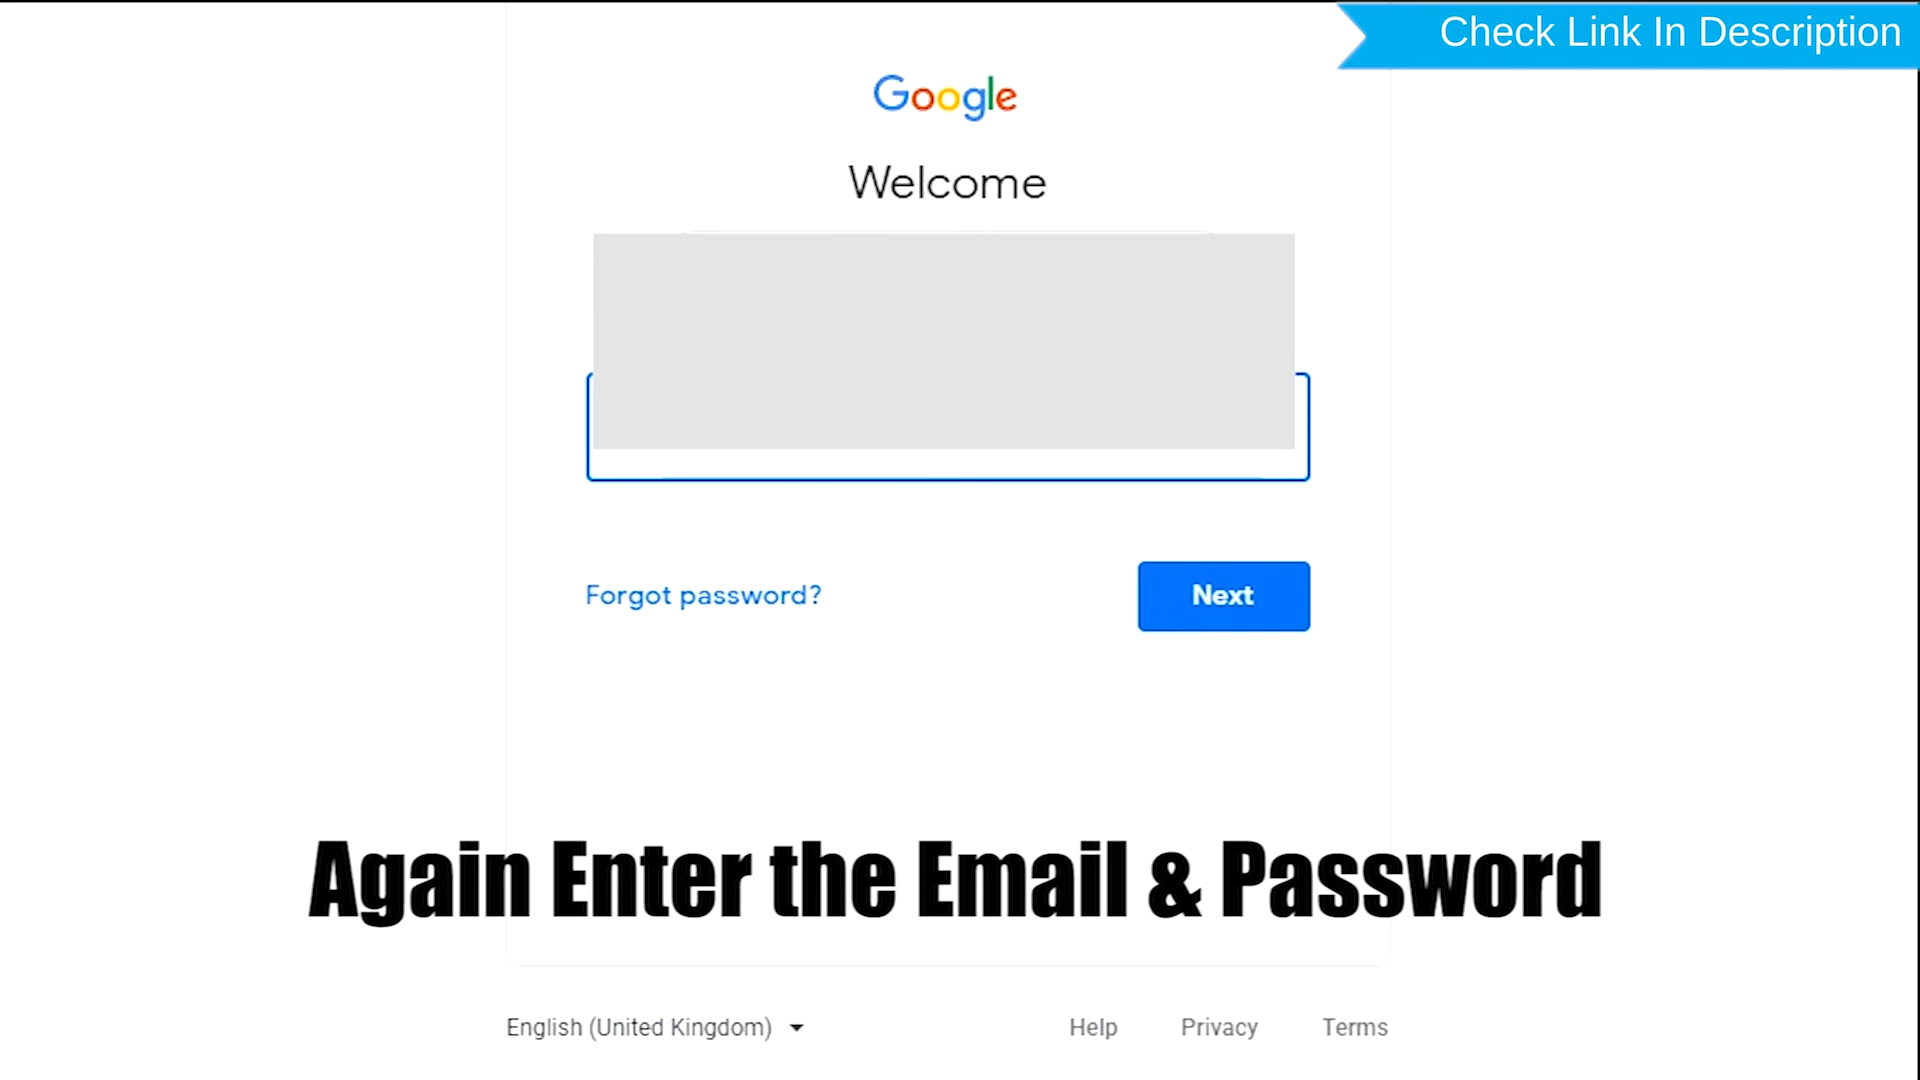 Check Link In Description
Google
Welcome
Forgot password?
Next
Again Enter the Email & Password
English (United Kingdom)
Help Privacy Terms